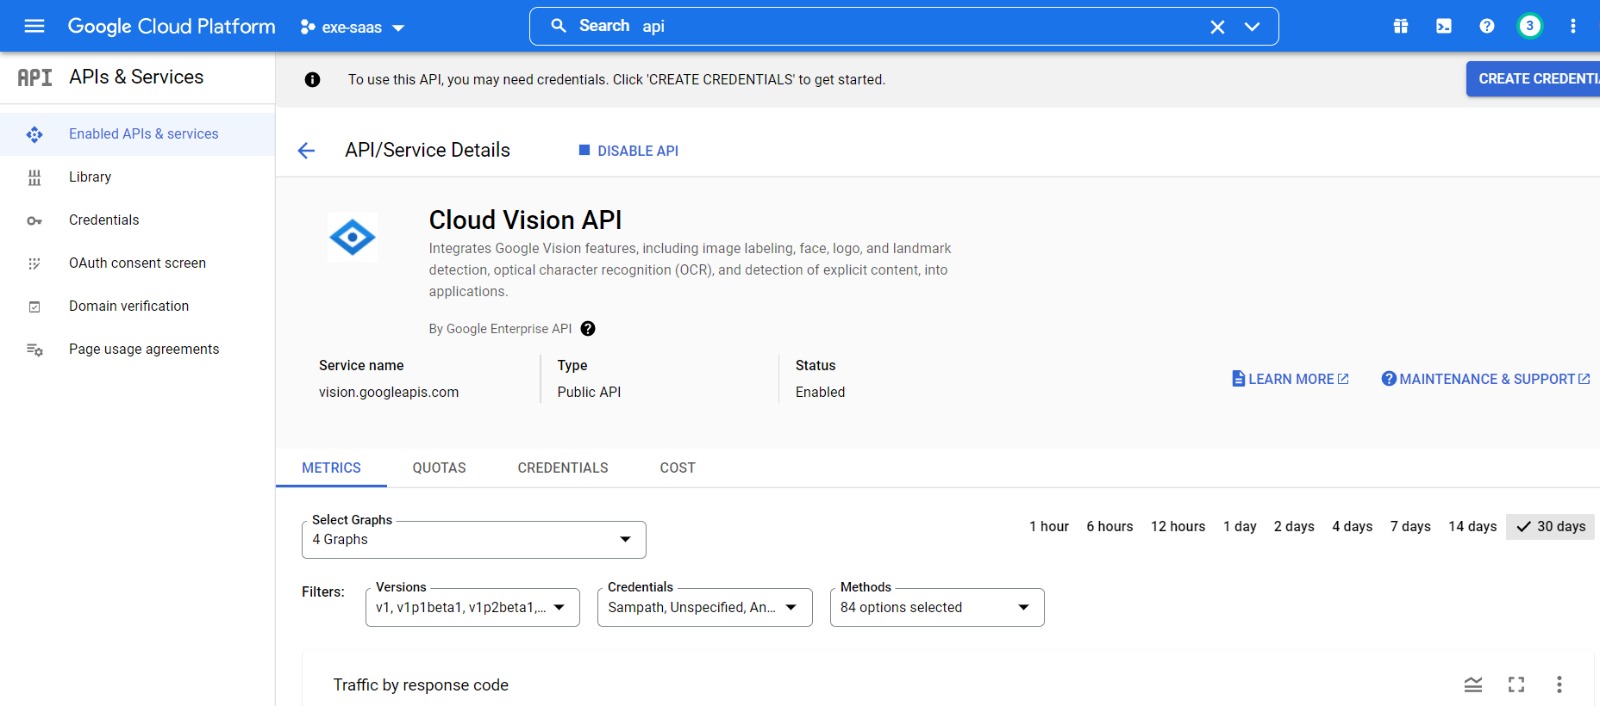 Google Cloud Platform
exe-saas
Search api
3
API APIs & Services
To use this API, you may need credentials. Click 'CREATE CREDENTIALS' to get started.
CREATE CREDENTIA
Enabled APIs & services
Library
Credentials
OAuth consent screen
Domain verification
Page usage agreements
API/Service Details
DISABLE API
Cloud Vision API
Integrates Google Vision features, including image labeling, face, logo, and landmark
detection, optical character recognition (OCR), and detection of explicit content, into
applications.
By Google Enterprise API
Service name
vision.googleapis.com
Type
Public API
Status
Enabled
LEARN MORE
MAINTENANCE & SUPPORT
METRICS QUOTAS CREDENTIALS COST
Select Graphs
4 Graphs
1 hour 6 hours 12 hours 1 day 2 days 4 days 7 days 14 days 30 days
Filters:
Versions
v1, v1p1beta1, v1p2beta1,...
Credentials
Sampath, Unspecified, An...
Methods
84 options selected
Traffic by response code